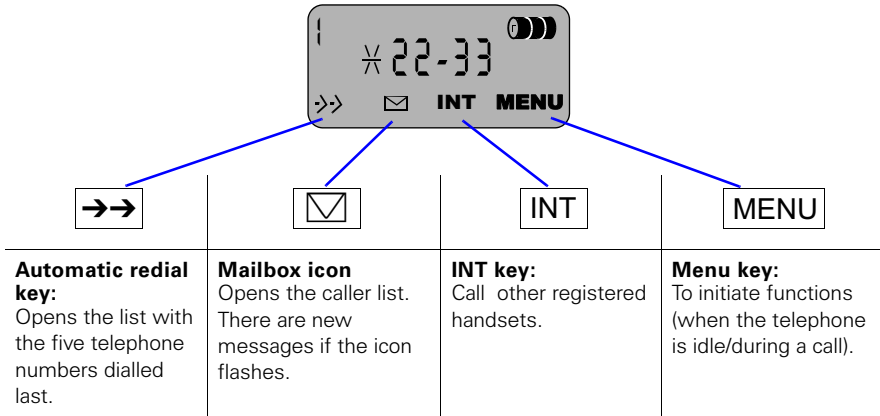 1
22-33
INT MENU
→→ INT MENU
Automatic redial
key:
Opens the list with
the five telephone
numbers dialled
last.
Mailbox icon
Opens the caller list.
There are new
messages if the icon
flashes.
INT key:
Call other registered
handsets.
Menu key:
To initiate functions
(when the telephone
is idle/during a call).